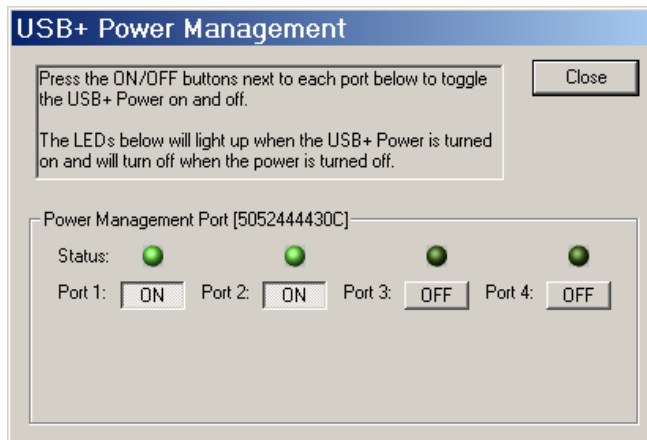 USB+ Power Management
Press the ON/OFF buttons next to each port below to toggle
the USB+ Power on and off.
Close
The LEDs below will light up when the USB+ Power is turned
on and will turn off when the power is turned off.
Power Management Port [5052444430C]
Status:
Port 1: ON Port 2: ON Port 3: OFF Port 4: OFF